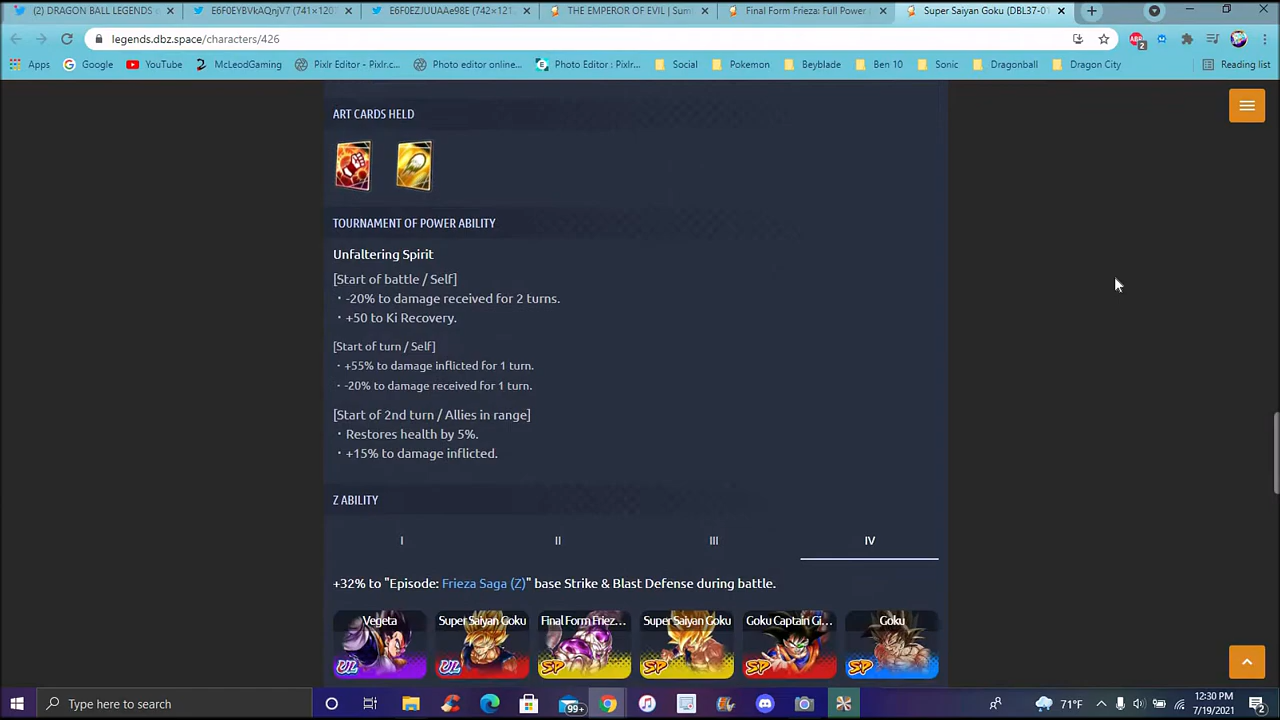 (2) DRAGON BALL LEGENDS
E6F0EYBVkAQnjV7 (741×120
E6F0EZJUUAAe98E (742×121
THE EMPEROR OF EVIL | Sum
Final Form Frieza: Full Power
Super Saiyan Goku (DBL37-0
legends.dbz.space/characters/426
2
Apps
Google
YouTube
McLeodGaming
Pixlr Editor - Pixlr.c...
Photo editor online...
Photo Editor : Pixlr...
Social
Pokemon
Beyblade
Ben 10
Sonic
Dragonball
Dragon City
Reading list
ART CARDS HELD
TOURNAMENT OF POWER ABILITY
Unfaltering Spirit
[Start of battle / Self]
・-20% to damage received for 2 turns.
・+50 to Ki Recovery.
[Start of turn / Self]
・+55% to damage inflicted for 1 turn.
・-20% to damage received for 1 turn.
[Start of 2nd turn / Allies in range]
・Restores health by 5%.
・+15% to damage inflicted.
Z ABILITY
I II III IV
+32% to "Episode: Frieza Saga (Z)" base Strike & Blast Defense during battle.
Vegeta
Super Saiyan Goku
Final Form Friez...
Super Saiyan Goku
Goku Captain Gi...
Goku
UL
UL
SP
SP
SP
SP
Type here to search
99+
71°F
12:30 PM
7/19/2021
2